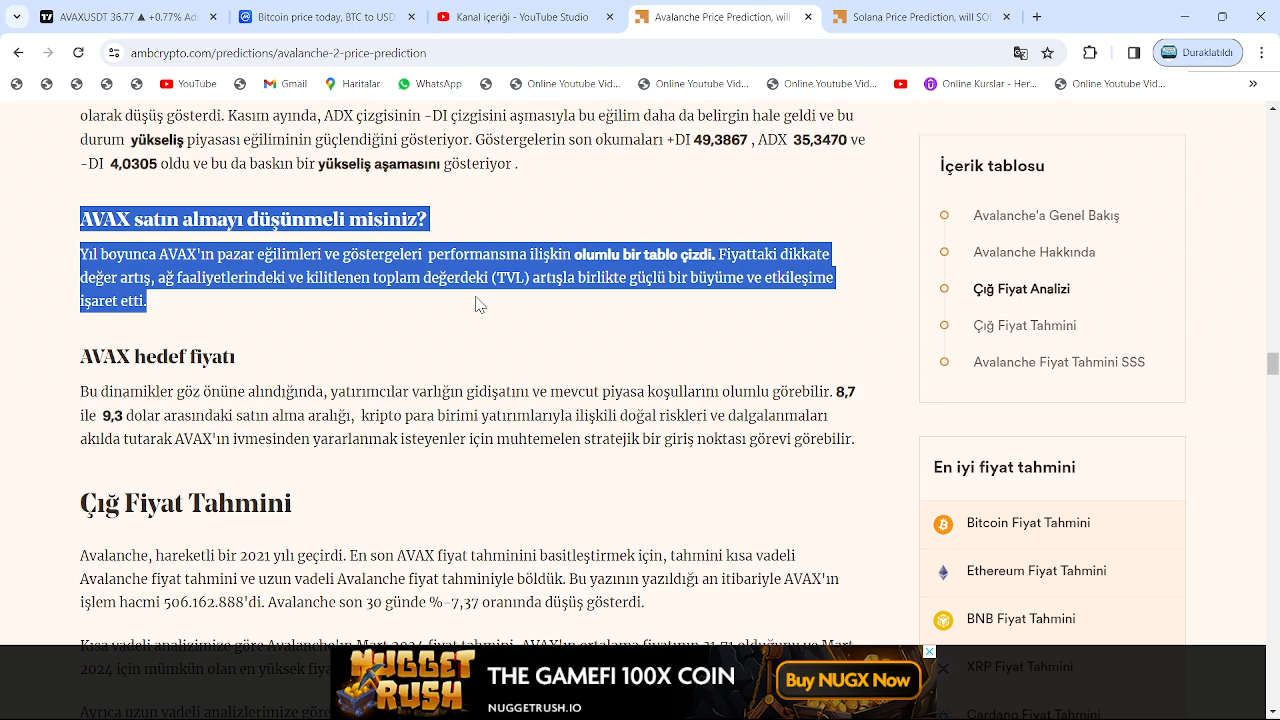 AVAXUSDT 36.7
Bitcoin price today, BTC to USD
Kanal içeriği - YouTube Studio
Avalanche Price Prediction, will
Solana Price Prediction, will SOL
ambcrypto.com/predictions/avalanche-2-price-prediction
Duraklatıldı
YouTube
Gmail
Haritalar
WhatsApp
Online Youtube Vid...
Online Youtube Vid...
Online Youtube Vid...
Online Kurslar - Her...
Online Youtube Vid...
olarak düşüş gösterdi. Kasım ayında, ADX çizgisinin -DI çizgisini aşmasıyla bu eğilim daha da belirgin hale geldi ve bu
durum yükseliş piyasası eğiliminin güçlendiğini gösteriyor. Göstergelerin son okumaları +DI 49,3867 , ADX 35,3470 ve
-DI 4,0305 oldu ve bu da baskın bir yükseliş aşamasını gösteriyor .
AVAX satın almayı düşünmeli misiniz?
Yıl boyunca AVAX'ın pazar eğilimleri ve göstergeleri performansına ilişkin olumlu bir tablo çizdi. Fiyattaki dikkate
değer artış, ağ faaliyetlerindeki ve kilitlenen toplam değerdeki (TVL) artışla birlikte güçlü bir büyüme ve etkileşime
işaret etti.
AVAX hedef fiyatı
Bu dinamikler göz önüne alındığında, yatırımcılar varlığın gidişatını ve mevcut piyasa koşullarını olumlu görebilir. 8,7
ile 9,3 dolar arasındaki satın alma aralığı, kripto para birimi yatırımlarıyla ilişkili doğal riskleri ve dalgalanmaları
akılda tutarak AVAX'ın ivmesinden yararlanmak isteyenler için muhtemelen stratejik bir giriş noktası görevi görebilir.
Çığ Fiyat Tahmini
Avalanche, hareketli bir 2021 yılı geçirdi. En son AVAX fiyat tahminini basitleştirmek için, tahmini kısa vadeli
Avalanche fiyat tahmini ve uzun vadeli Avalanche fiyat tahminiyle böldük. Bu yazının yazıldığı an itibariyle AVAX'ın
işlem hacmi 506.162.888'di. Avalanche son 30 günde %-7,37 oranında düşüş gösterdi.
2024 için mümkün olan en yüksek
İçerik tablosu
Avalanche'a Genel Bakış
Avalanche Hakkında
Çığ Fiyat Analizi
Çığ Fiyat Tahmini
Avalanche Fiyat Tahmini SSS
En iyi fiyat tahmini
Bitcoin Fiyat Tahmini
Ethereum Fiyat Tahmini
BNB Fiyat Tahmini
XRP Fiyat Tahmini
Cardano Fiyat Tahmini
NUGGET
RUSH
THE GAMEFI 100X COIN
NUGGETRUSH.IO
Buy NUGX Now